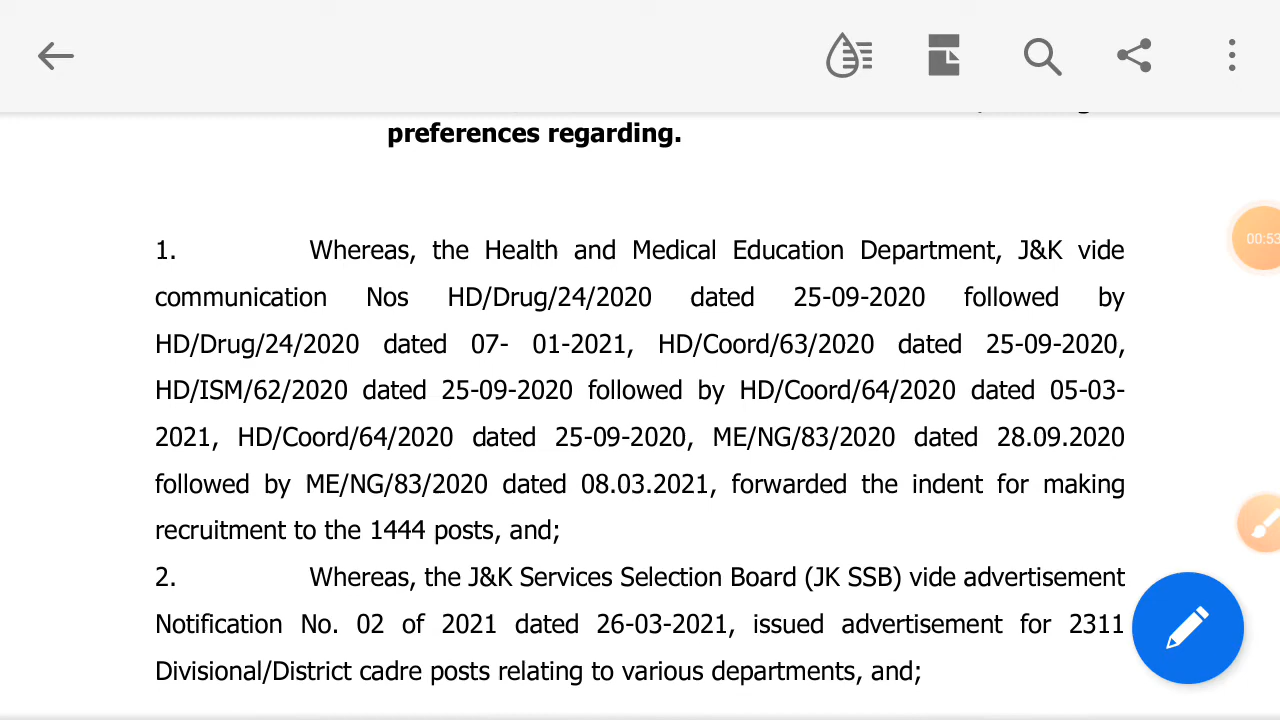 preferences regarding.
1. Whereas, the Health and Medical Education Department, J&K vide
communication Nos HD/Drug/24/2020 dated 25-09-2020 followed by
HD/Drug/24/2020 dated 07- 01-2021, HD/Coord/63/2020 dated 25-09-2020,
HD/ISM/62/2020 dated 25-09-2020 followed by HD/Coord/64/2020 dated 05-03-
2021, HD/Coord/64/2020 dated 25-09-2020, ME/NG/83/2020 dated 28.09.2020
followed by ME/NG/83/2020 dated 08.03.2021, forwarded the indent for making
recruitment to the 1444 posts, and;
2. Whereas, the J&K Services Selection Board (JK SSB) vide advertisement
Notification No. 02 of 2021 dated 26-03-2021, issued advertisement for 2311
Divisional/District cadre posts relating to various departments, and;
00:53